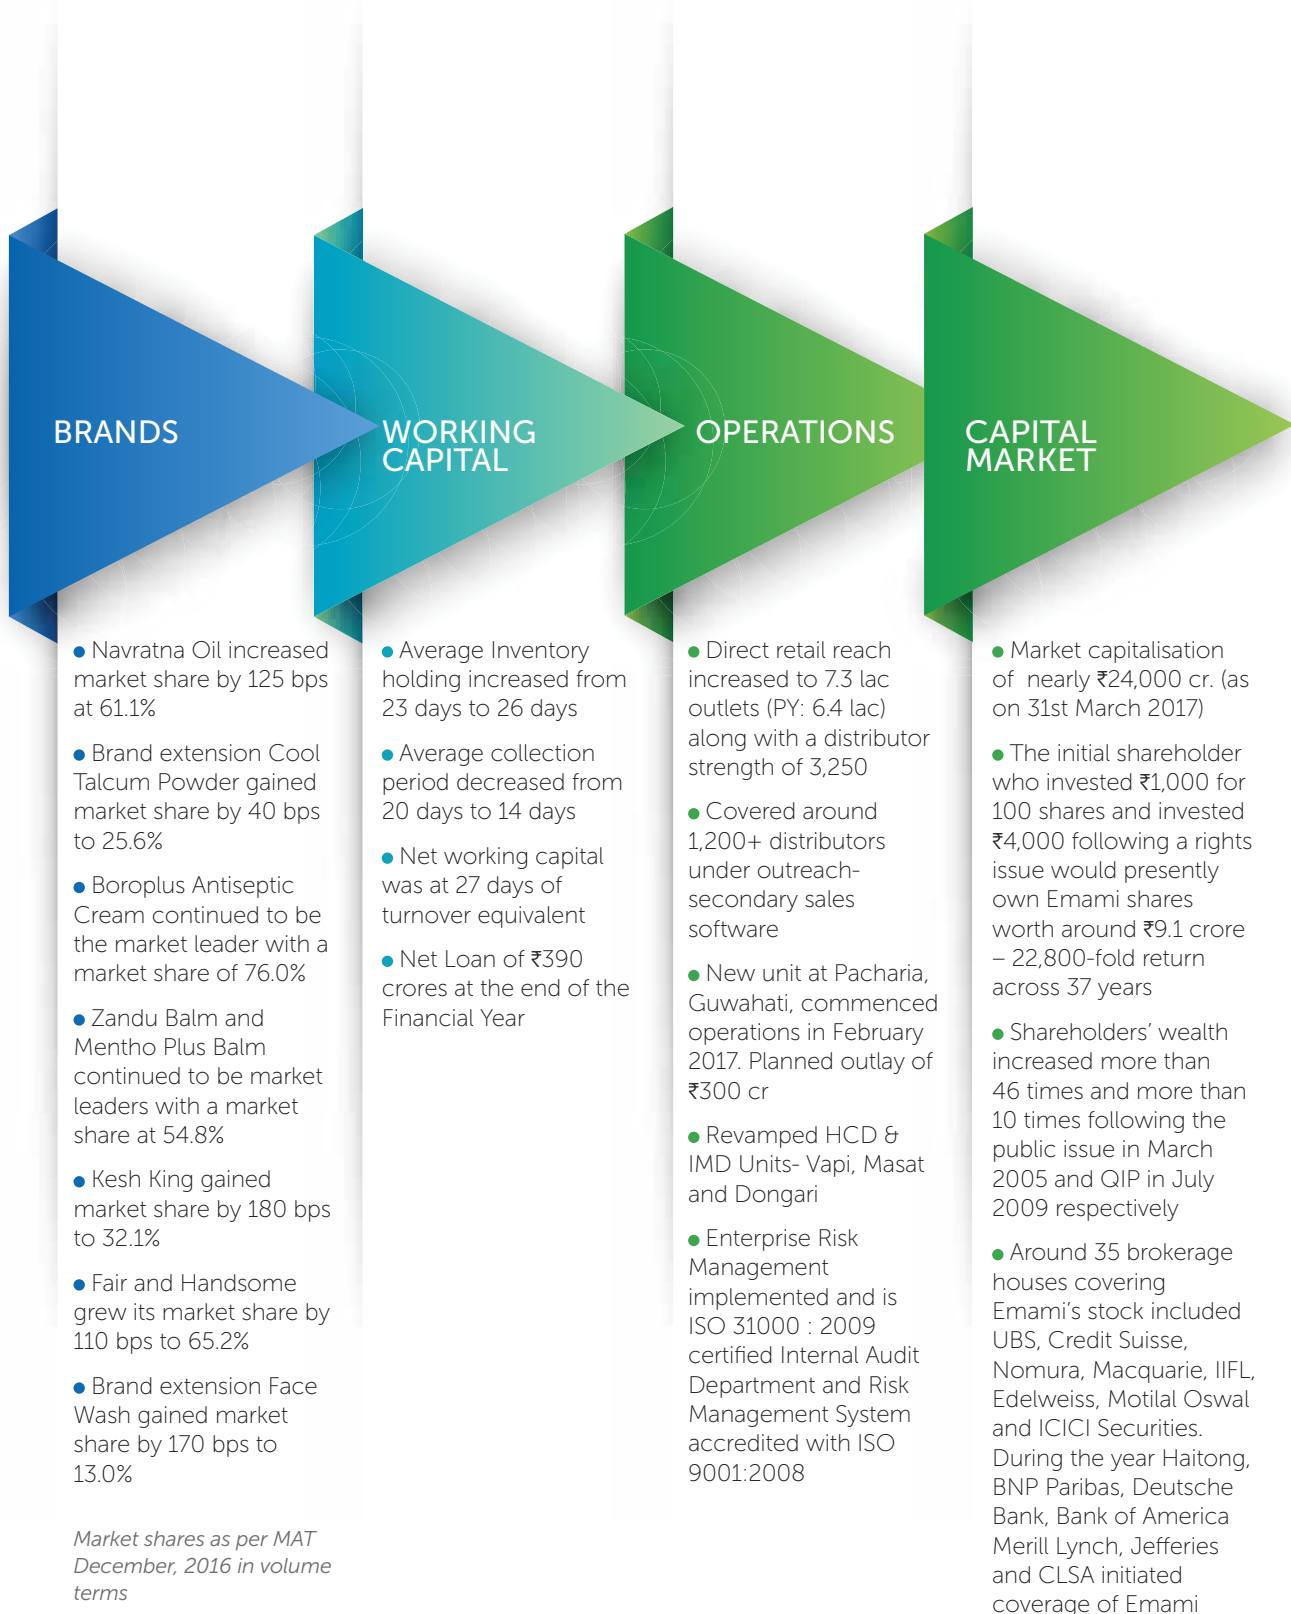 BRANDS
● Navratna Oil increased
market share by 125 bps
at 61.1%
● Brand extension Cool
Talcum Powder gained
market share by 40 bps
to 25.6%
● Boroplus Antiseptic
Cream continued to be
the market leader with a
market share of 76.0%
● Zandu Balm and
Mentho Plus Balm
continued to be market
leaders with a market
share at 54.8%
● Kesh King gained
market share by 180 bps
to 32.1%
● Fair and Handsome
grew its market share by
110 bps to 65.2%
● Brand extension Face
Wash gained market
share by 170 bps to
13.0%
Market shares as per MAT
December, 2016 in volume
terms
WORKING
CAPITAL
● Average Inventory
holding increased from
23 days to 26 days
● Average collection
period decreased from
20 days to 14 days
● Net working capital
was at 27 days of
turnover equivalent
● Net Loan of ₹390
crores at the end of the
Financial Year
OPERATIONS
● Direct retail reach
increased to 7.3 lac
outlets (PY: 6.4 lac)
along with a distributor
strength of 3,250
● Covered around
1,200+ distributors
under outreach-
secondary sales
software
● New unit at Pacharia,
Guwahati, commenced
operations in February
2017. Planned outlay of
₹300 cr
● Revamped HCD &
IMD Units- Vapi, Masat
and Dongari
● Enterprise Risk
Management
implemented and is
ISO 31000 : 2009
certified Internal Audit
Department and Risk
Management System
accredited with ISO
9001:2008
CAPITAL
MARKET
● Market capitalisation
of nearly ₹24,000 cr. (as
on 31st March 2017)
● The initial shareholder
who invested ₹1,000 for
100 shares and invested
₹4,000 following a rights
issue would presently
own Emami shares
worth around ₹9.1 crore
– 22,800-fold return
across 37 years
● Shareholders’ wealth
increased more than
46 times and more than
10 times following the
public issue in March
2005 and QIP in July
2009 respectively
● Around 35 brokerage
houses covering
Emami’s stock included
UBS, Credit Suisse,
Nomura, Macquarie, IIFL,
Edelweiss, Motilal Oswal
and ICICI Securities.
During the year Haitong,
BNP Paribas, Deutsche
Bank, Bank of America
Merill Lynch, Jefferies
and CLSA initiated
coverage of Emami